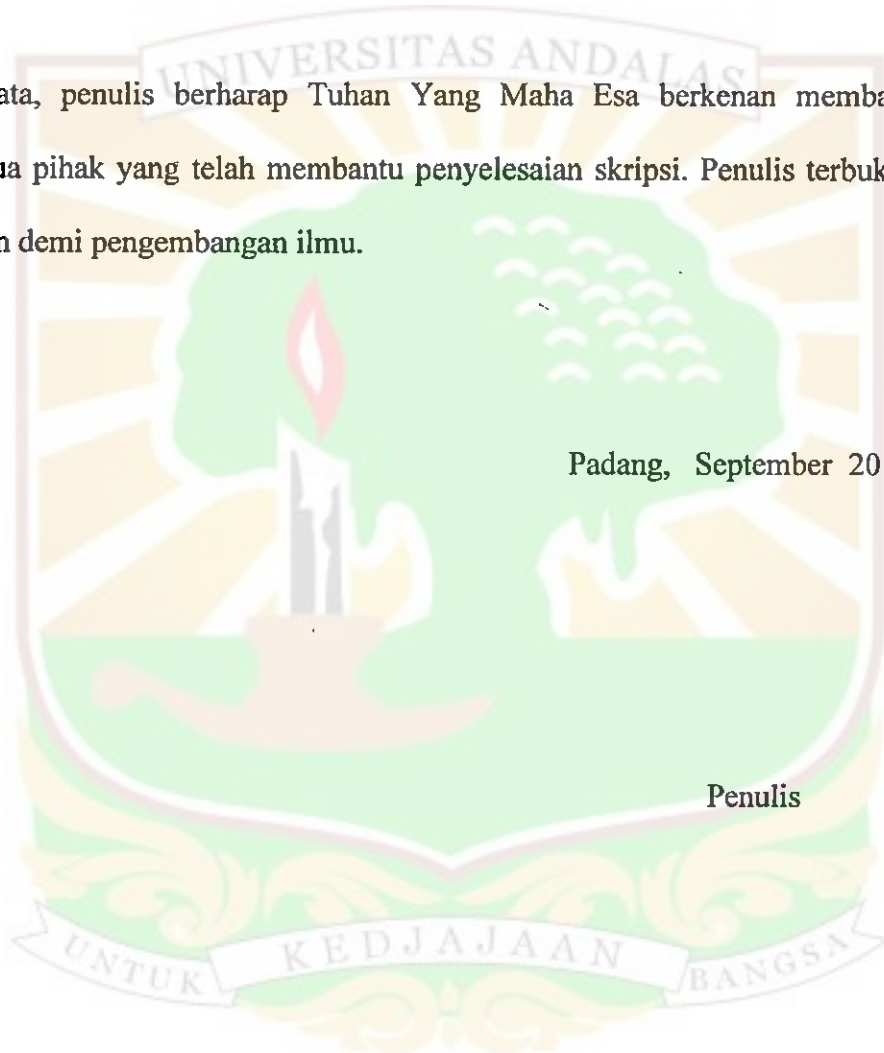 UNIVERSITAS ANDALAS
ata, penulis berharap Tuhan Yang Maha Esa berkenan memba
ua pihak yang telah membantu penyelesaian skripsi. Penulis terbuk
n demi pengembangan ilmu.
Padang, September 20
Penulis
UNTUK KEDJAJAAN BANGSA